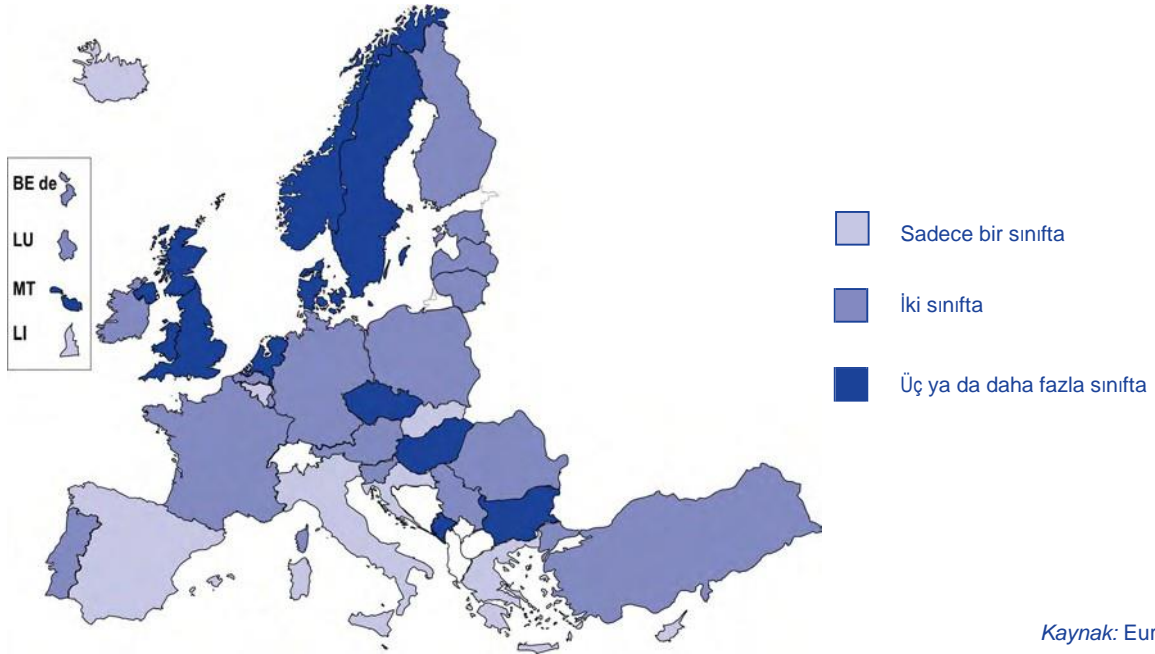 BE de
LU
MT
LI
Sadece bir sınıfta
İki sınıfta
Üç ya da daha fazla sınıfta
Kaynak: Eur